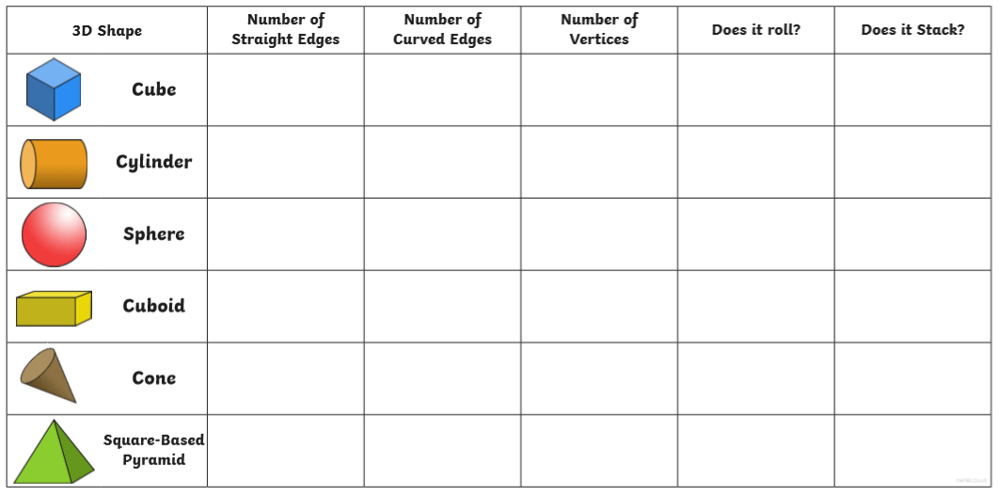 3D Shape
Number of
Straight Edges
Number of
Curved Edges
Number of
Vertices
Does it roll?
Does it Stack?
Cube
Cylinder
Sphere
Cuboid
Cone
Square-Based
Pyramid